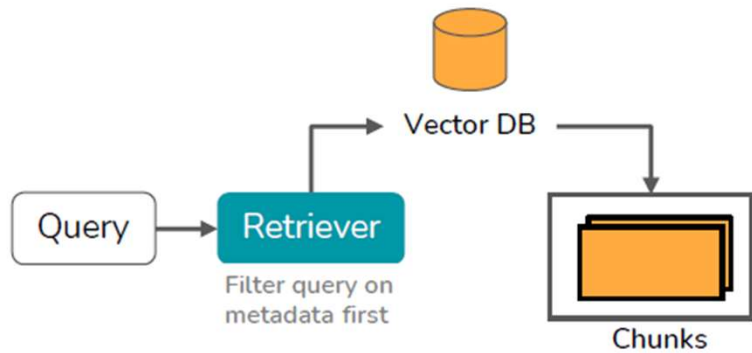 Vector DB
Query
Retriever
Filter query on
metadata first
Chunks